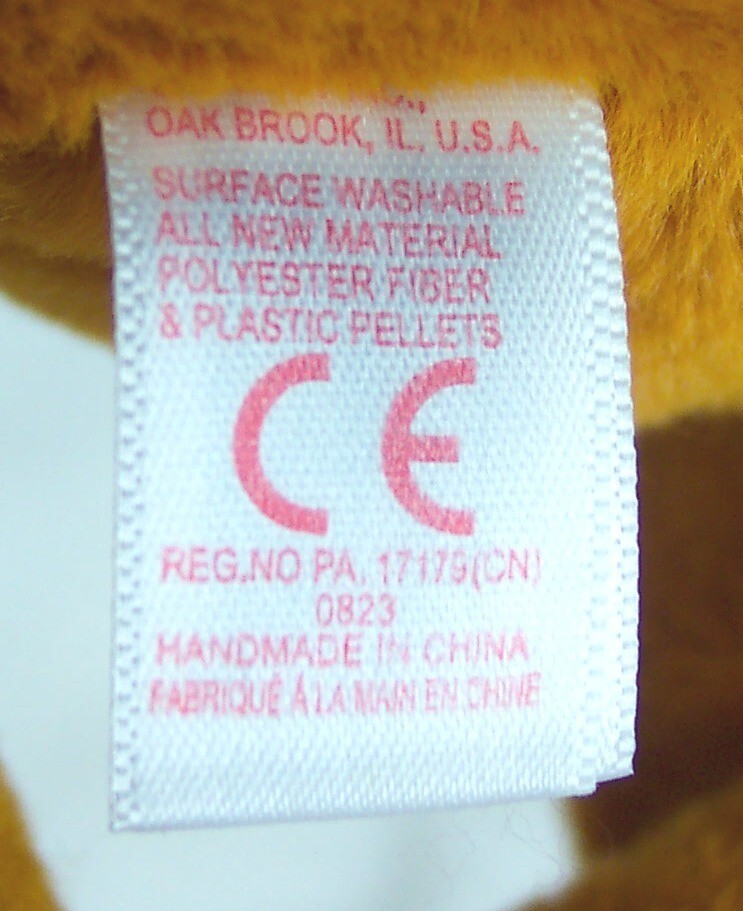 OAK BROOK, IL, U.S.A.
SURFACE WASHABLE
ALL NEW MATERIAL
POLYESTER FIBER
& PLASTIC PELLETS
CE
REG.NO PA. 17179(CN)
0823
HANDMADE IN CHINA
FABRIQUÉ À LA MAIN EN CHINE